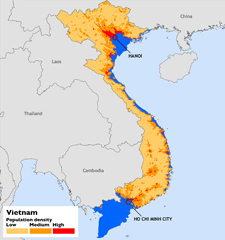 China
HANOI
Laos
Thailand
Cambodia
HO CHI MINH CITY
Vietnam
Population density
Low Medium High